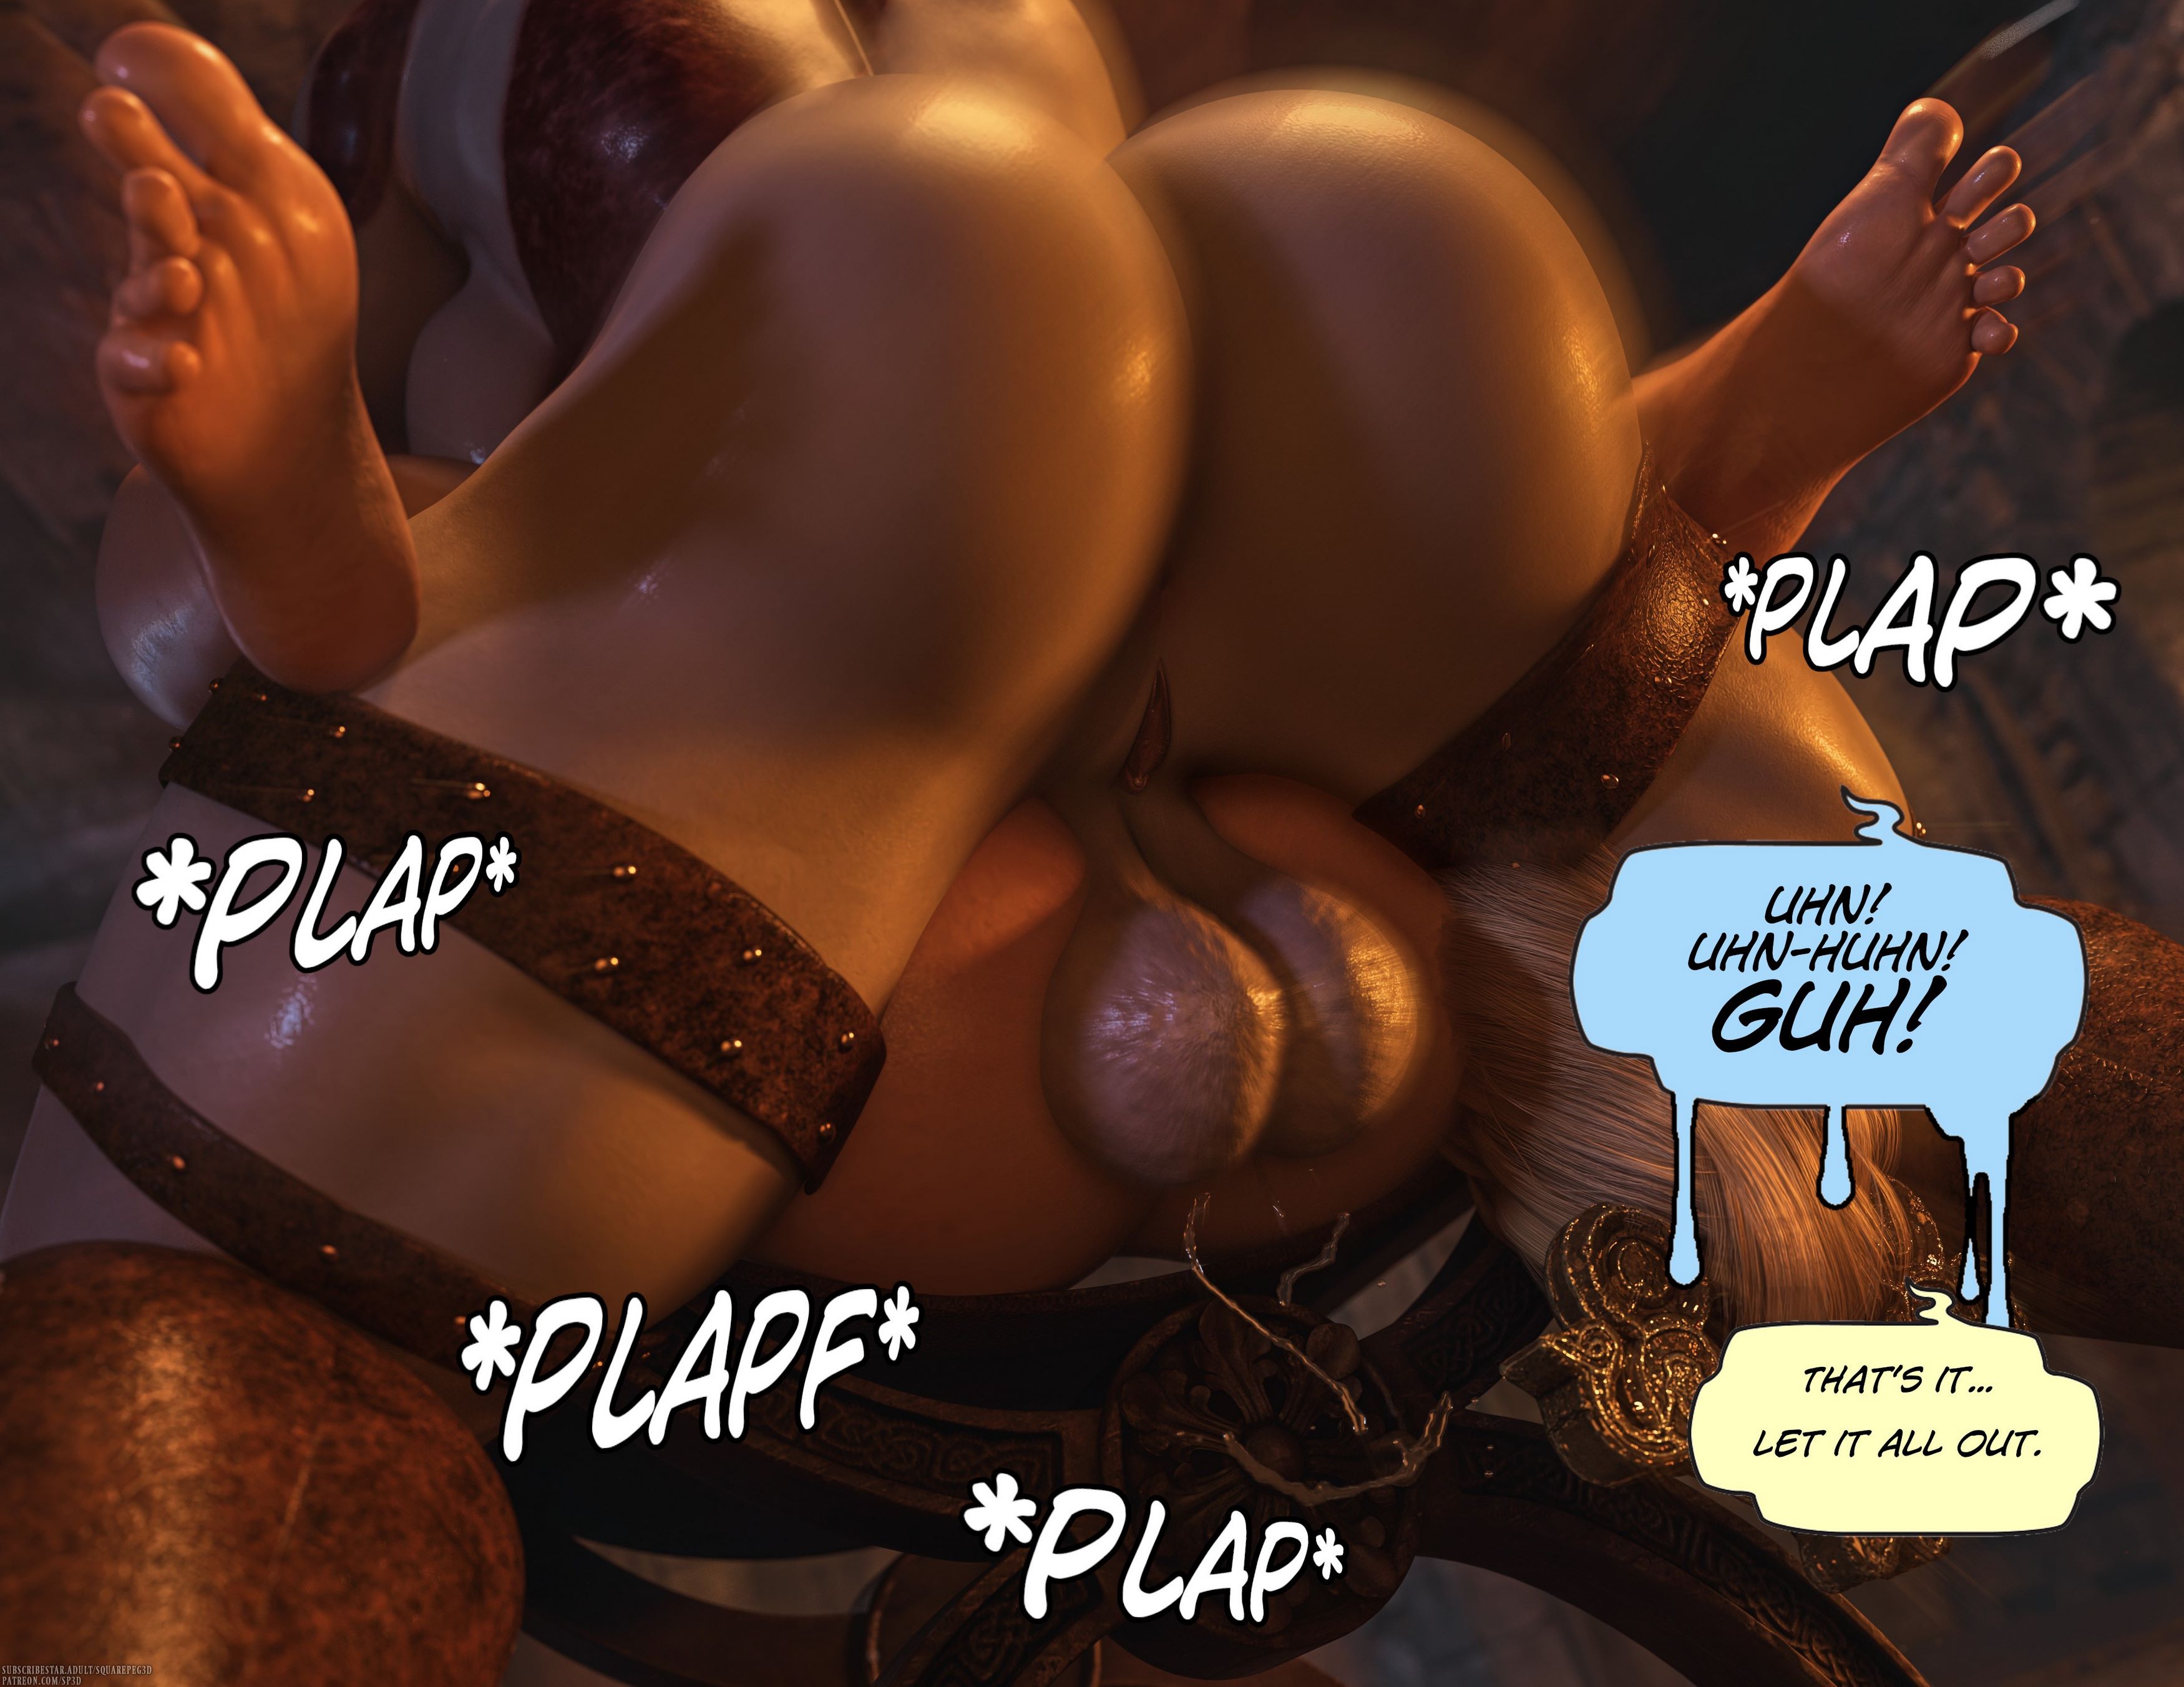 *PLAP*
*PLAP*
UHN!
UHN-HUHN!
GUH!
*PLAPF*
THAT'S IT...
LET IT ALL OUT.
*PLAP*
SUBSCRIBESTAR.ADULT/SQUAREPEG3D
PATREON.COM/SP3D